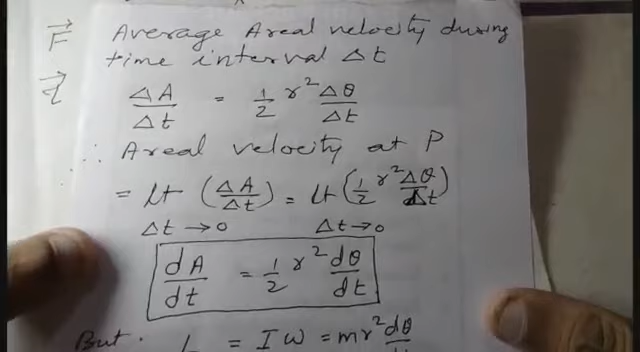 F⃗ Average Areal velocity during
time interval Δt
τ⃗ ΔA/Δt = 1/2 r² Δθ/Δt
∴ Areal velocity at P
= lt (ΔA/Δt) = lt (1/2 r² Δθ/Δt)
Δt→0 Δt→0
dA/dt = 1/2 r² dθ/dt
But. L = Iω = mr² dθ